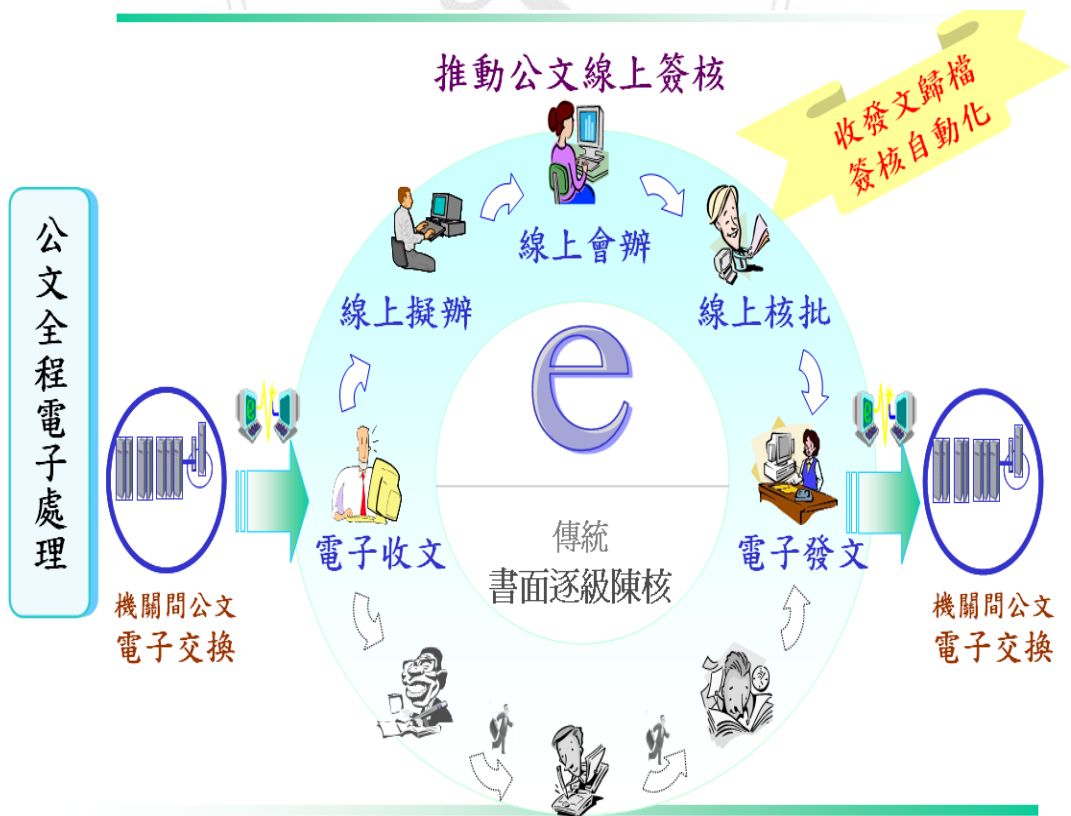 推動公文線上簽核
收發文歸檔
簽核自動化
公文全程電子處理
線上會辦
線上擬辦
線上核批
e
電子收文
電子發文
傳統
書面逐級陳核
機關間公文
電子交換
機關間公文
電子交換